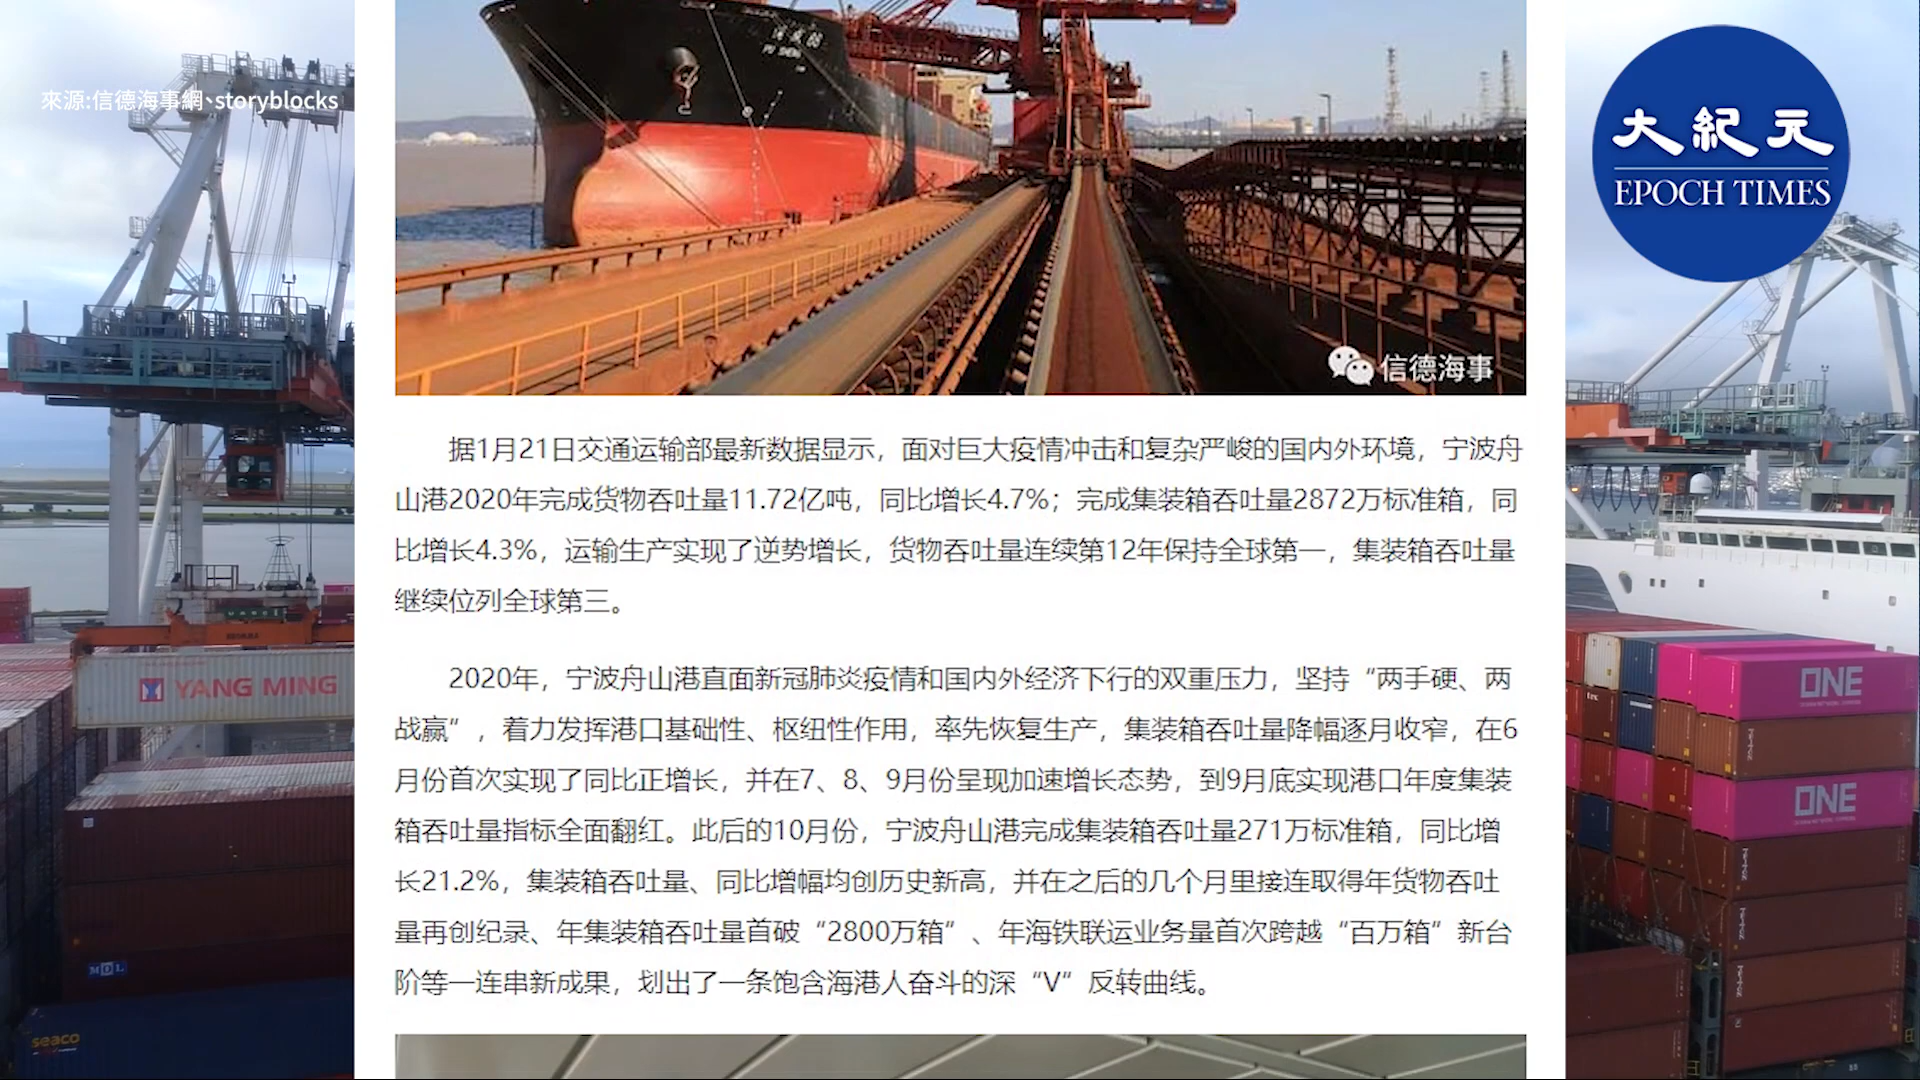 來源:信德海事網、storyblocks
大紀元
EPOCH TIMES
信德海事
据1月21日交通运输部最新数据显示，面对巨大疫情冲击和复杂严峻的国内外环境，宁波舟
山港2020年完成货物吞吐量11.72亿吨，同比增长4.7%；完成集装箱吞吐量2872万标准箱，同
比增长4.3%，运输生产实现了逆势增长，货物吞吐量连续第12年保持全球第一，集装箱吞吐量
继续位列全球第三。
2020年，宁波舟山港直面新冠肺炎疫情和国内外经济下行的双重压力，坚持“两手硬、两
战赢”，着力发挥港口基础性、枢纽性作用，率先恢复生产，集装箱吞吐量降幅逐月收窄，在6
月份首次实现了同比正增长，并在7、8、9月份呈现加速增长态势，到9月底实现港口年度集装
箱吞吐量指标全面翻红。此后的10月份，宁波舟山港完成集装箱吞吐量271万标准箱，同比增
长21.2%，集装箱吞吐量、同比增幅均创历史新高，并在之后的几个月里接连取得年货物吞吐
量再创纪录、年集装箱吞吐量首破“2800万箱”、年海铁联运业务量首次跨越“百万箱”新台
阶等一连串新成果，划出了一条饱含海港人奋斗的深“V”反转曲线。
YANG MING
MOL
seaco
ONE
ONE